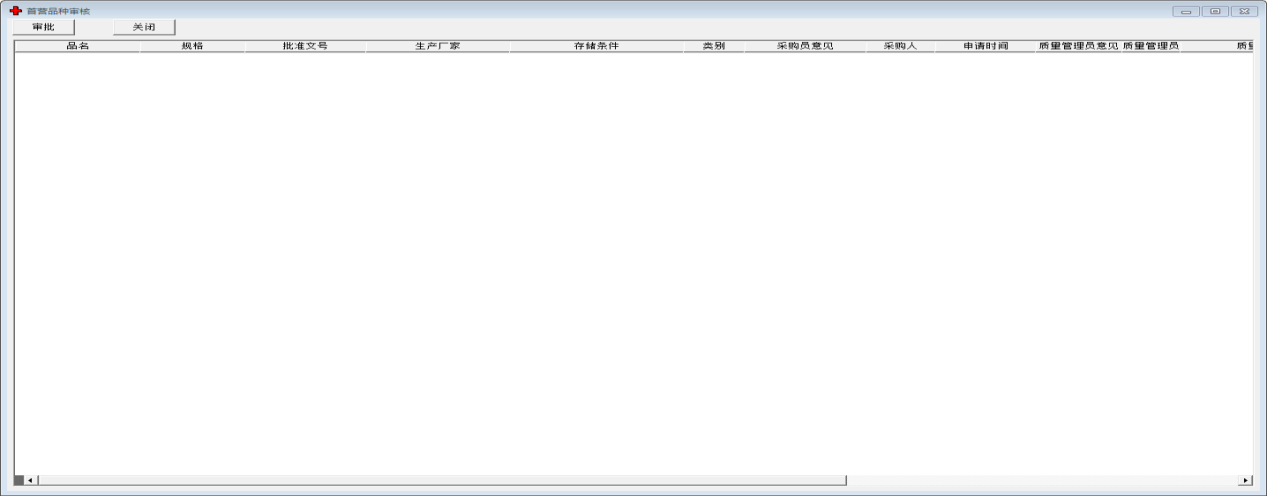 首营品种审核
审批 关闭
品名 规格 批准文号 生产厂家 存储条件 类别 采购员意见 采购人 申请时间 质量管理员意见 质量管理员